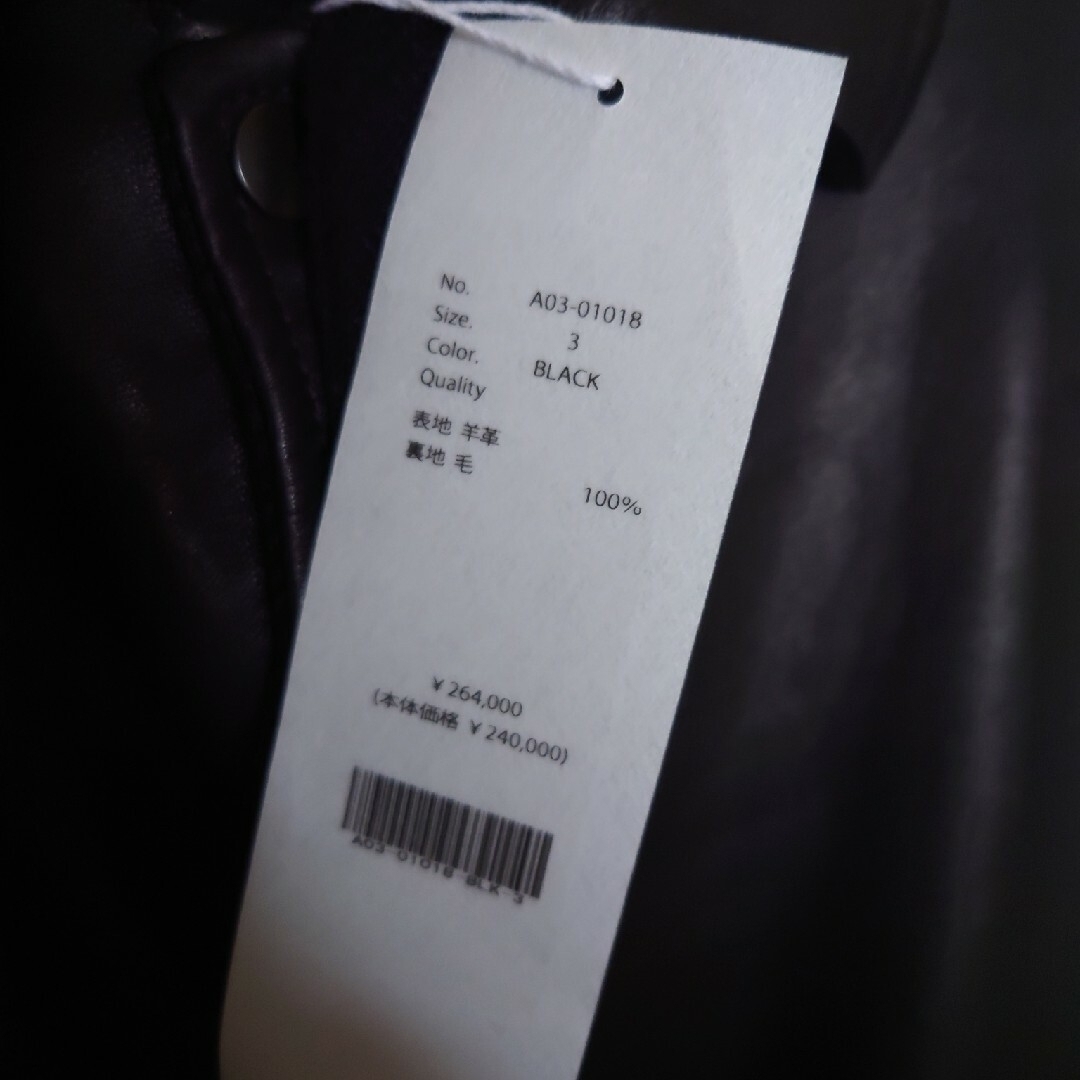 No. A03-01018
Size. 3
Color. BLACK
Quality
表地 羊革
裏地 毛
100%
¥264,000
(本体価格 ¥240,000)
A03-01018 BLK 3